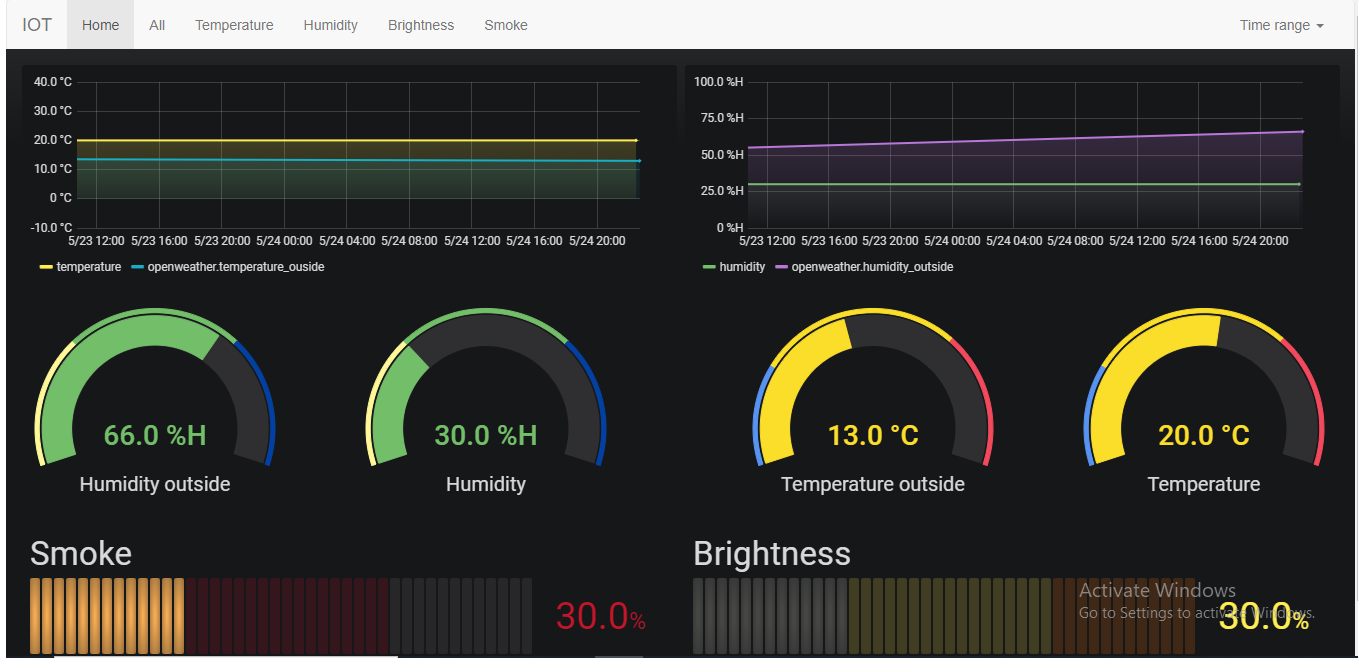 IOT Home All Temperature Humidity Brightness Smoke Time range
40.0 °C
30.0 °C
20.0 °C
10.0 °C
0 °C
-10.0 °C
5/23 12:00 5/23 16:00 5/23 20:00 5/24 00:00 5/24 04:00 5/24 08:00 5/24 12:00 5/24 16:00 5/24 20:00
temperature openweather.temperature_ouside
100.0 %H
75.0 %H
50.0 %H
25.0 %H
0 %H
5/23 12:00 5/23 16:00 5/23 20:00 5/24 00:00 5/24 04:00 5/24 08:00 5/24 12:00 5/24 16:00 5/24 20:00
humidity openweather.humidity_outside
66.0 %H
Humidity outside
30.0 %H
Humidity
13.0 °C
Temperature outside
20.0 °C
Temperature
Smoke
30.0%
Brightness
30.0%
Activate Windows
Go to Settings to activate Windows.